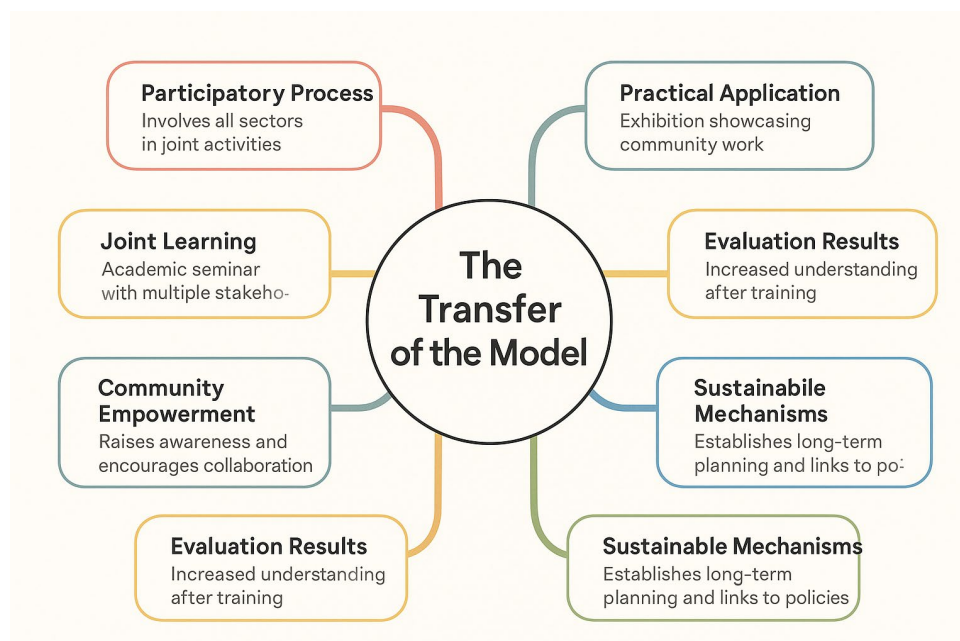 Participatory Process
Involves all sectors
in joint activities
Practical Application
Exhibition showcasing
community work
Joint Learning
Academic seminar
with multiple stakeho-
The
Transfer
of the Model
Evaluation Results
Increased understanding
after training
Community
Empowerment
Raises awareness and
encourages collaboration
Sustainabile
Mechanisms
Establishes long-term
planning and links to po-
Evaluation Results
Increased understanding
after training
Sustainable Mechanisms
Establishes long-term
planning and links to policies